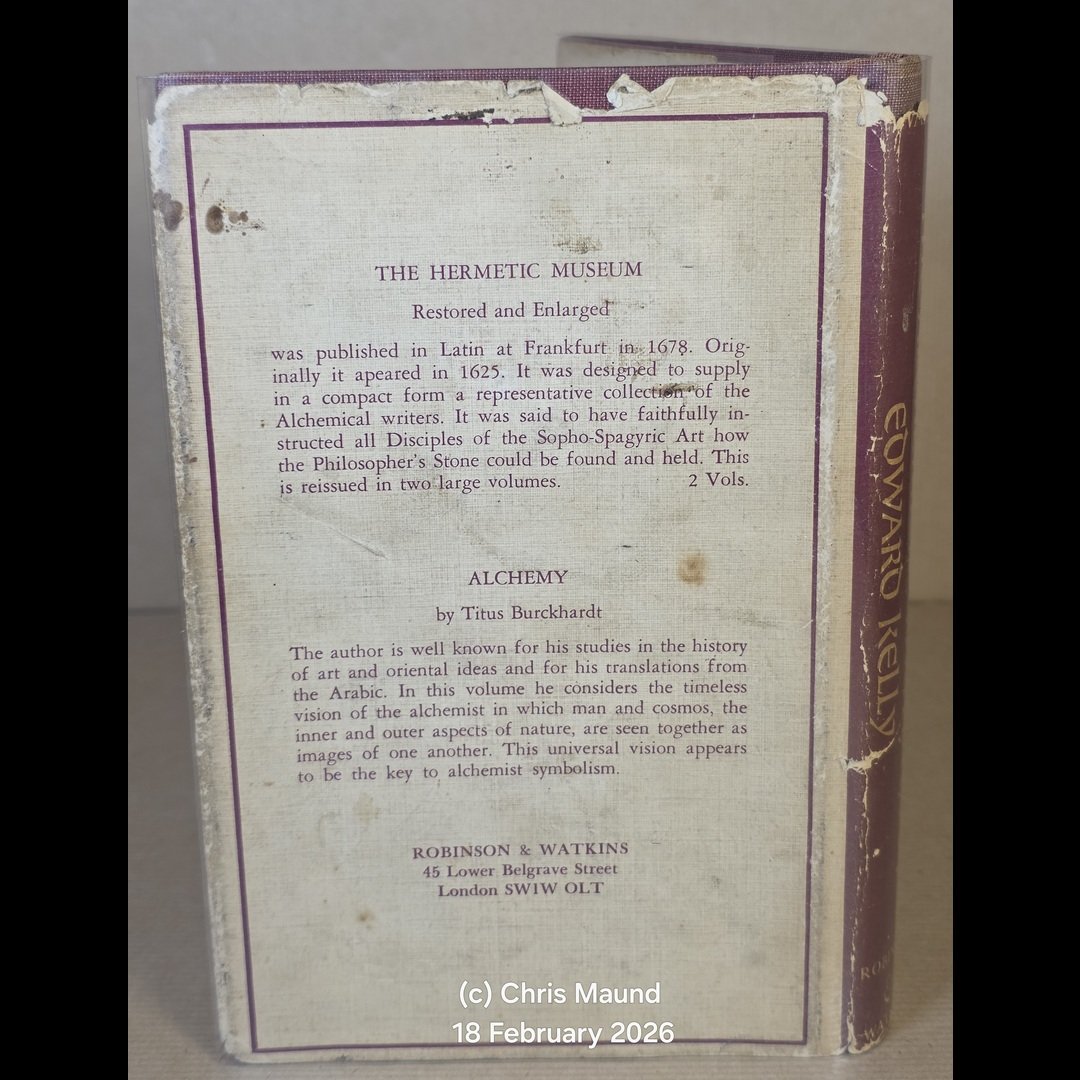 THE HERMETIC MUSEUM
Restored and Enlarged
was published in Latin at Frankfurt in 1678. Orig-
inally it apeared in 1625. It was designed to supply
in a compact form a representative collection of the
Alchemical writers. It was said to have faithfully in-
structed all Disciples of the Sopho-Spagyric Art how
the Philosopher's Stone could be found and held. This
is reissued in two large volumes. 2 Vols.
ALCHEMY
by Titus Burckhardt
The author is well known for his studies in the history
of art and oriental ideas and for his translations from
the Arabic. In this volume he considers the timeless
vision of the alchemist in which man and cosmos, the
inner and outer aspects of nature, are seen together as
images of one another. This universal vision appears
to be the key to alchemist symbolism.
ROBINSON & WATKINS
45 Lower Belgrave Street
London SW1W OLT
EDWARD KELLY
(c) Chris Maund
18 February 2026